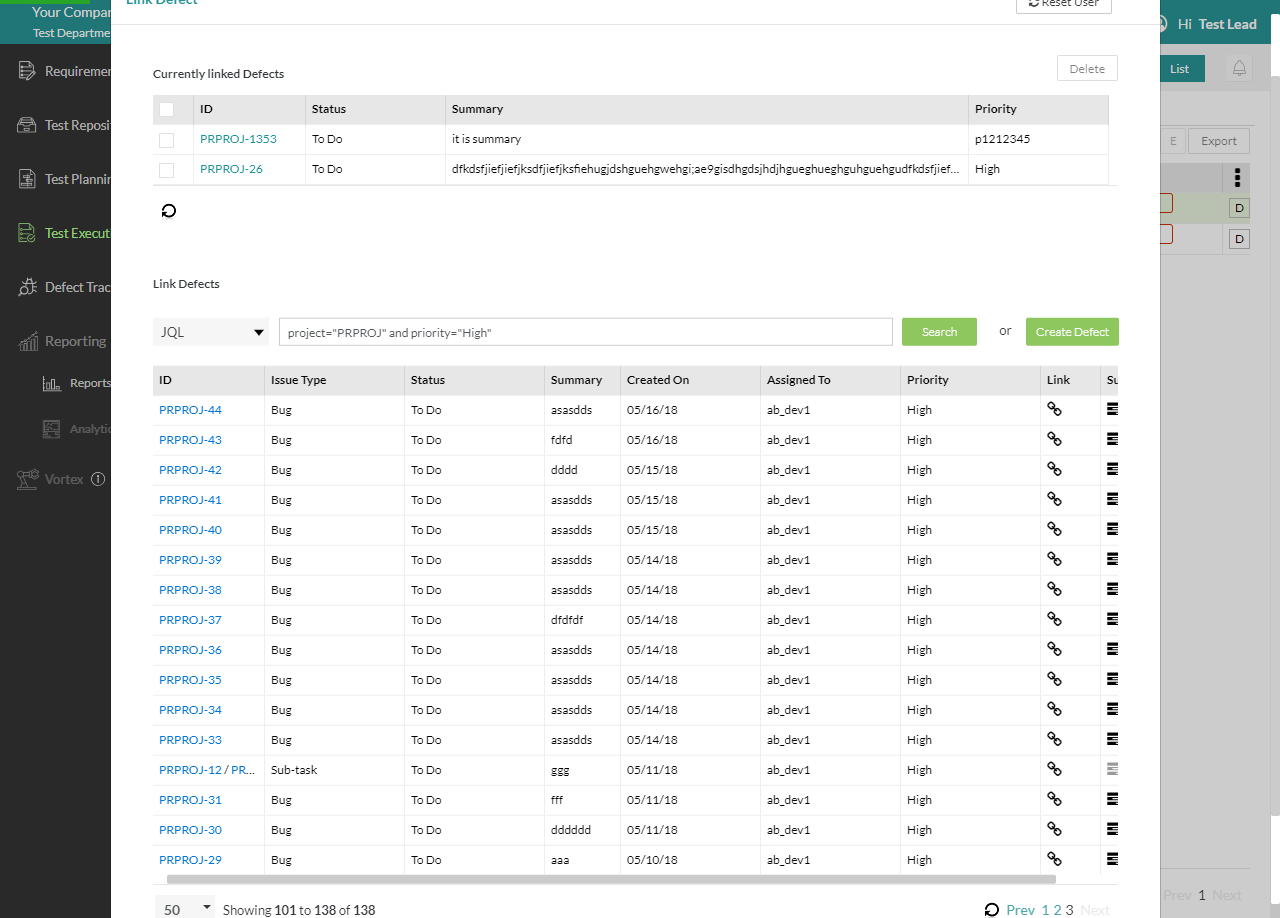 Your Compan
Test Departme
Link Defect
Reset User
Hi Test Lead
Requiremen
Test Reposi
Test Plannin
Test Executi
Defect Trac
Reporting
Reports
Analytic
Vortex
List
E Export
D
D
Currently linked Defects
Delete
ID Status Summary Priority
PRPROJ-1353 To Do it is summary p1212345
PRPROJ-26 To Do dfkdsfjiefjiefjksdfjiefjksfiehugjdshguehgwehgi;ae9gisdhgdsjhdjhgueghueghguhguehgudfkdsfjief... High
Link Defects
JQL project="PRPROJ" and priority="High" Search or Create Defect
ID Issue Type Status Summary Created On Assigned To Priority Link Su
PRPROJ-44 Bug To Do asasdds 05/16/18 ab_dev1 High
PRPROJ-43 Bug To Do fdfd 05/16/18 ab_dev1 High
PRPROJ-42 Bug To Do dddd 05/15/18 ab_dev1 High
PRPROJ-41 Bug To Do asasdds 05/15/18 ab_dev1 High
PRPROJ-40 Bug To Do asasdds 05/15/18 ab_dev1 High
PRPROJ-39 Bug To Do asasdds 05/14/18 ab_dev1 High
PRPROJ-38 Bug To Do asasdds 05/14/18 ab_dev1 High
PRPROJ-37 Bug To Do dfdfdf 05/14/18 ab_dev1 High
PRPROJ-36 Bug To Do asasdds 05/14/18 ab_dev1 High
PRPROJ-35 Bug To Do asasdds 05/14/18 ab_dev1 High
PRPROJ-34 Bug To Do asasdds 05/14/18 ab_dev1 High
PRPROJ-33 Bug To Do asasdds 05/14/18 ab_dev1 High
PRPROJ-12 / PR... Sub-task To Do ggg 05/11/18 ab_dev1 High
PRPROJ-31 Bug To Do fff 05/11/18 ab_dev1 High
PRPROJ-30 Bug To Do dddddd 05/11/18 ab_dev1 High
PRPROJ-29 Bug To Do aaa 05/10/18 ab_dev1 High
50 Showing 101 to 138 of 138 Prev 1 2 3 Next
Prev 1 Next